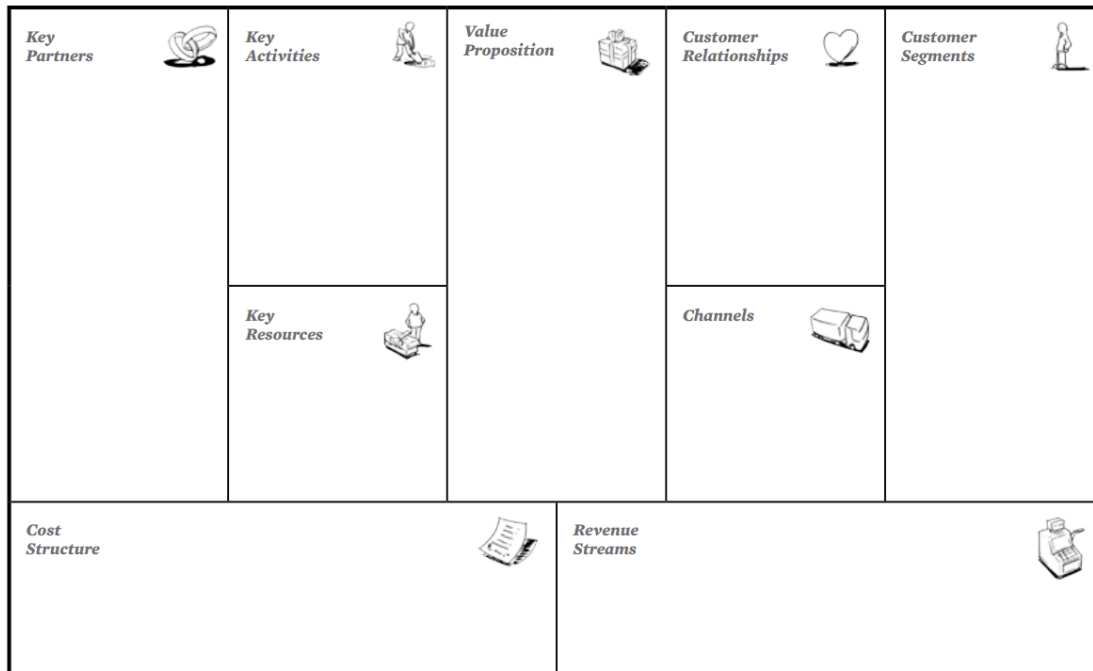 Key
Partners
Key
Activities
Value
Proposition
Customer
Relationships
Customer
Segments
Key
Resources
Channels
Cost
Structure
Revenue
Streams